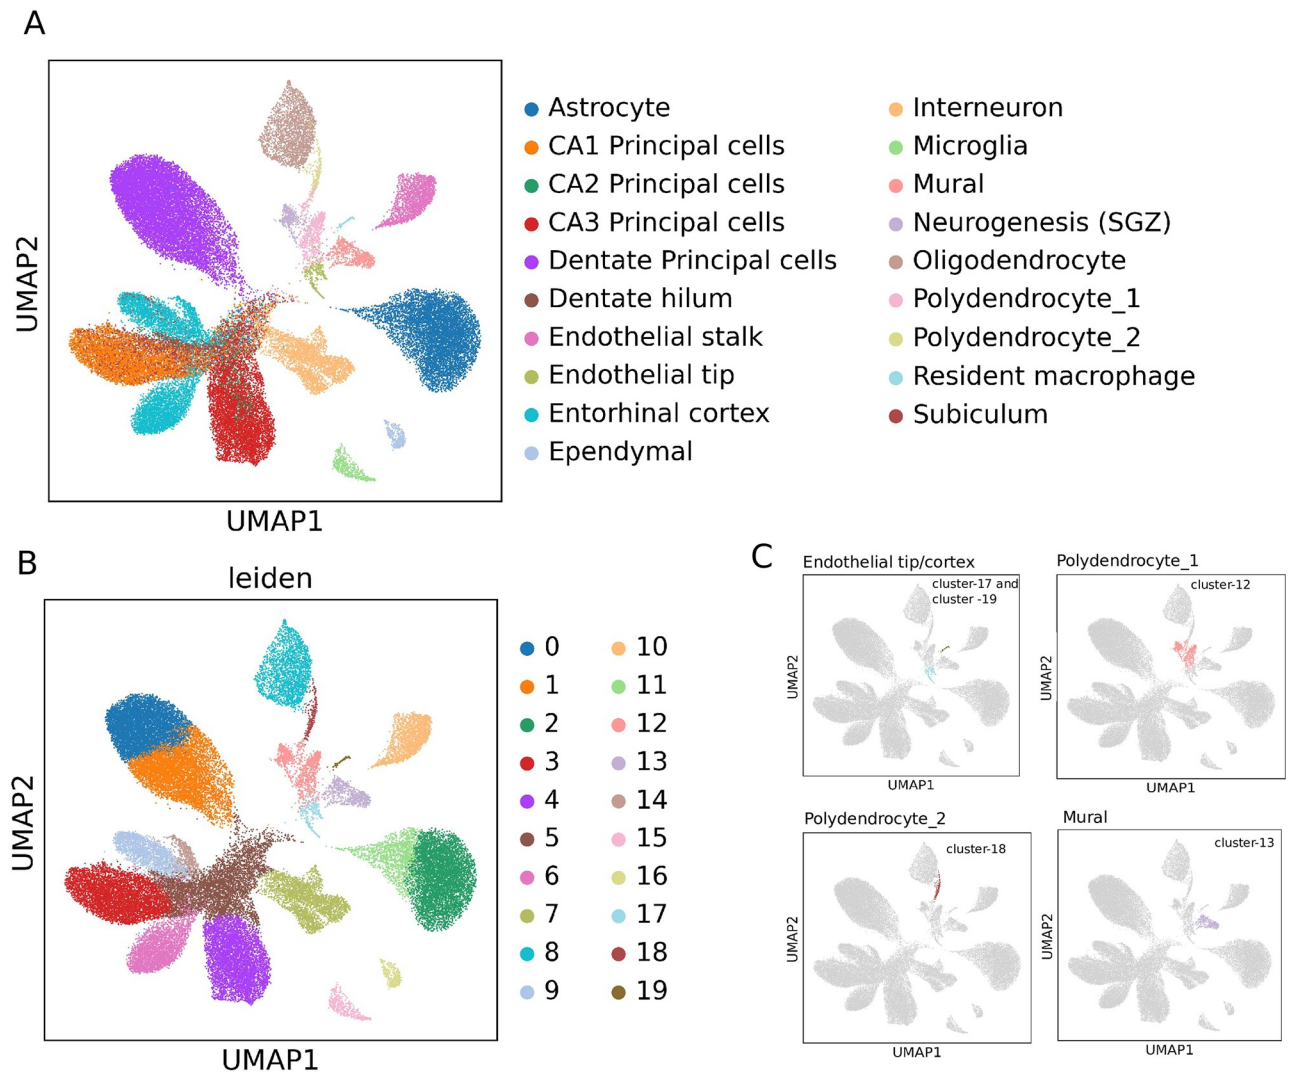 A
UMAP2
UMAP1
Astrocyte
CA1 Principal cells
CA2 Principal cells
CA3 Principal cells
Dentate Principal cells
Dentate hilum
Endothelial stalk
Endothelial tip
Entorhinal cortex
Ependymal
Interneuron
Microglia
Mural
Neurogenesis (SGZ)
Oligodendrocyte
Polydendrocyte_1
Polydendrocyte_2
Resident macrophage
Subiculum
B
leiden
UMAP2
UMAP1
0
1
2
3
4
5
6
7
8
9
10
11
12
13
14
15
16
17
18
19
C
Endothelial tip/cortex
cluster-17 and
cluster -19
UMAP2
UMAP1
Polydendrocyte_1
cluster-12
UMAP2
UMAP1
Polydendrocyte_2
cluster-18
UMAP2
UMAP1
Mural
cluster-13
UMAP2
UMAP1